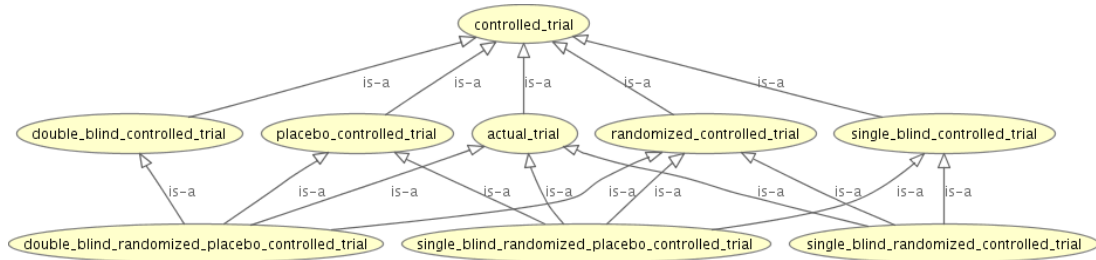 controlled_trial
is-a is-a is-a is-a is-a
double_blind_controlled_trial placebo_controlled_trial actual_trial randomized_controlled_trial single_blind_controlled_trial
is-a is-a is-a is-a is-a is-a is-a is-a is-a is-a is-a
double_blind_randomized_placebo_controlled_trial single_blind_randomized_placebo_controlled_trial single_blind_randomized_controlled_trial